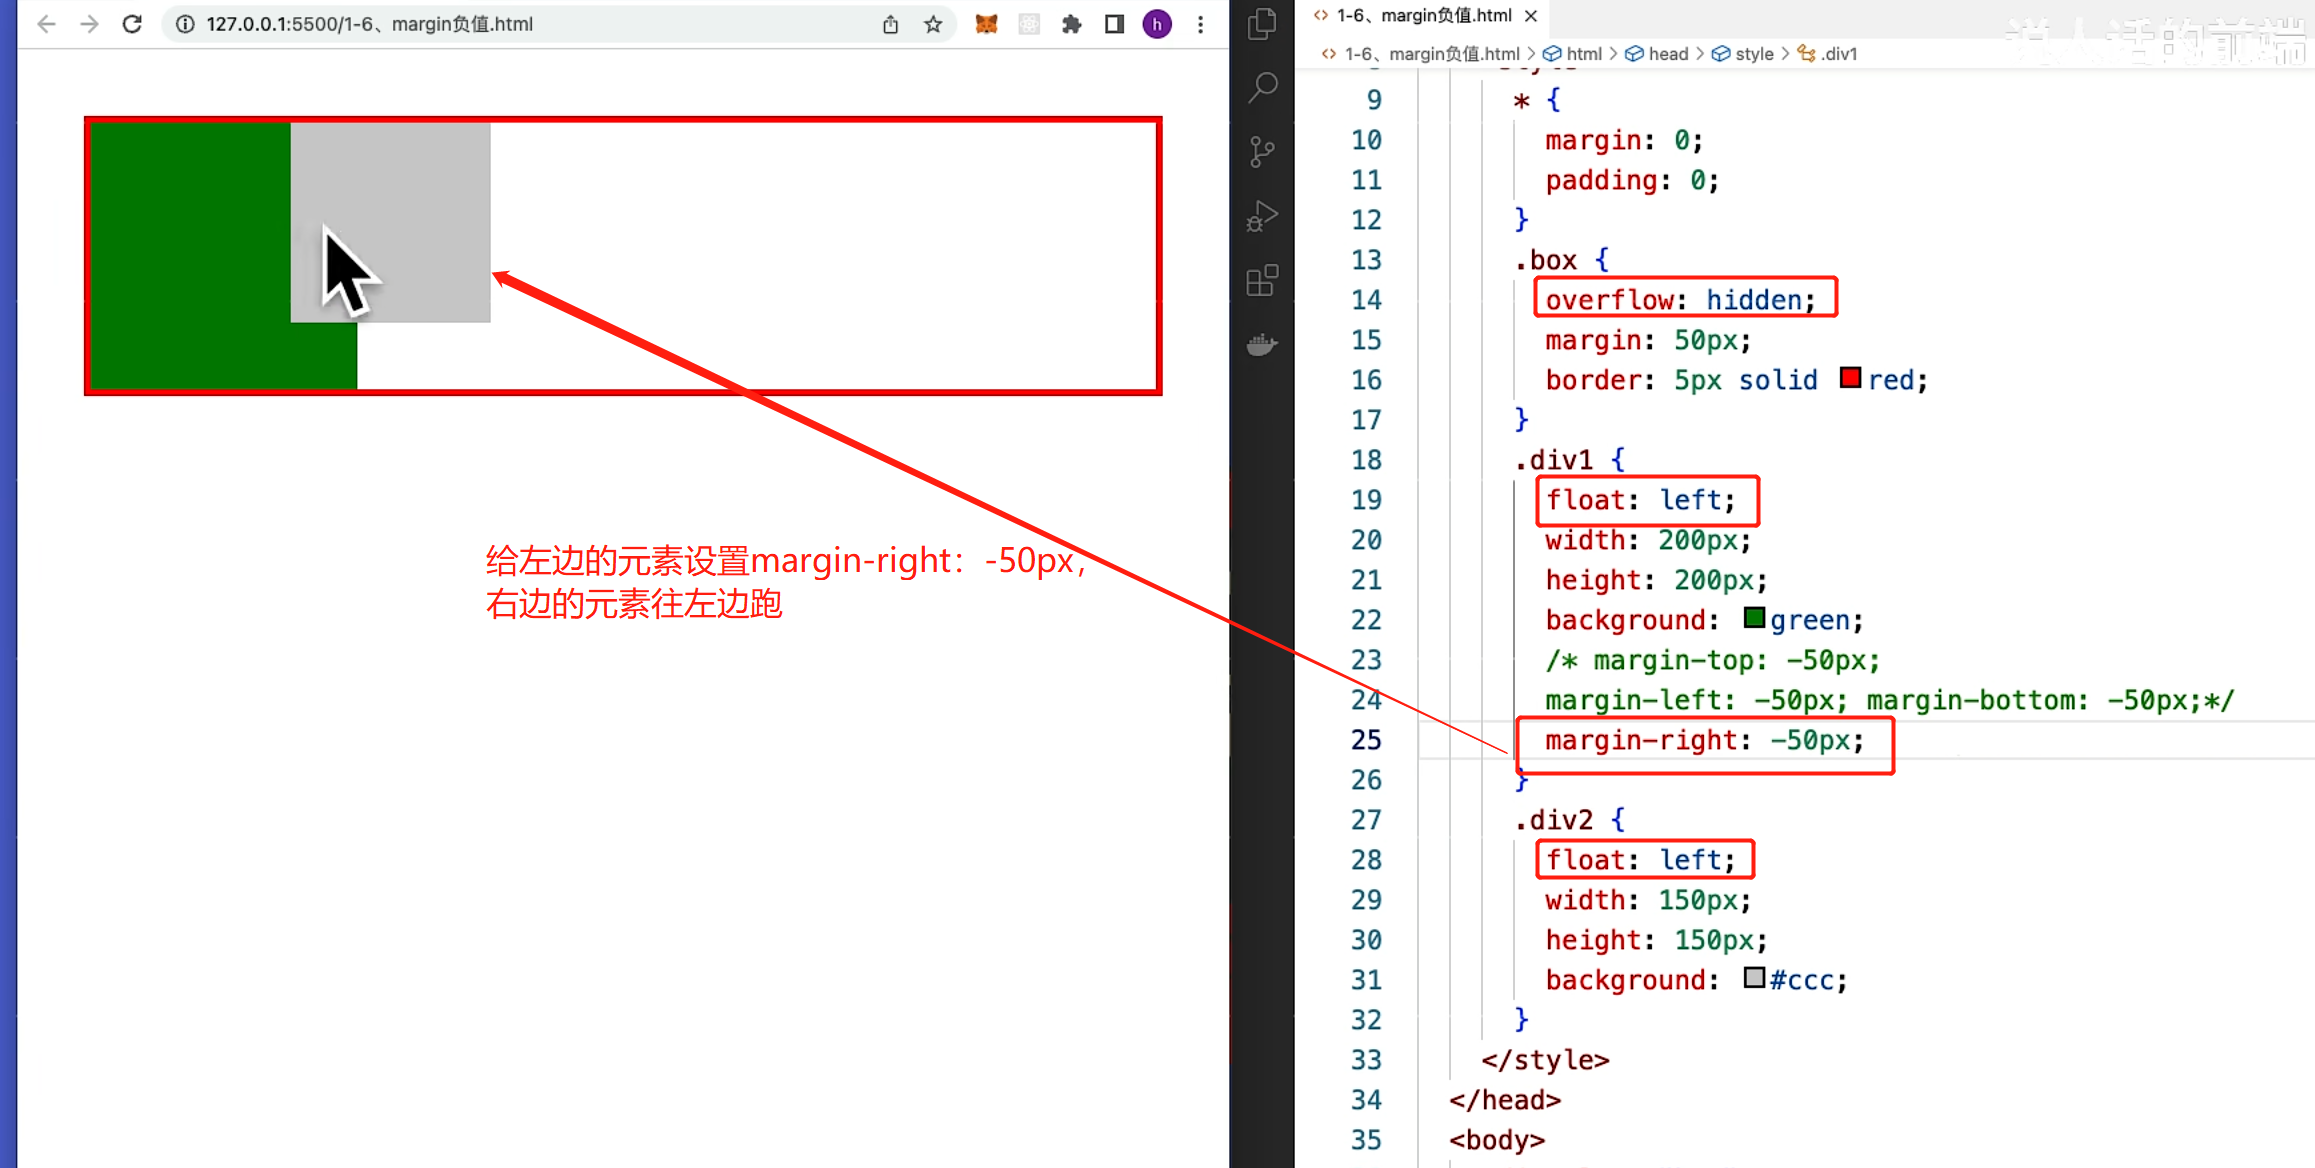 127.0.0.1:5500/1-6、margin负值.html
h
给左边的元素设置margin-right：-50px，
右边的元素往左边跑
<> 1-6、margin负值.html ×
说人话的前端
<> 1-6、margin负值.html > html > head > style > .div1
9 * {
10 margin: 0;
11 padding: 0;
12 }
13 .box {
14 overflow: hidden;
15 margin: 50px;
16 border: 5px solid red;
17 }
18 .div1 {
19 float: left;
20 width: 200px;
21 height: 200px;
22 background: green;
23 /* margin-top: -50px;
24 margin-left: -50px; margin-bottom: -50px;*/
25 margin-right: -50px;
26 }
27 .div2 {
28 float: left;
29 width: 150px;
30 height: 150px;
31 background: #ccc;
32 }
33 </style>
34 </head>
35 <body>